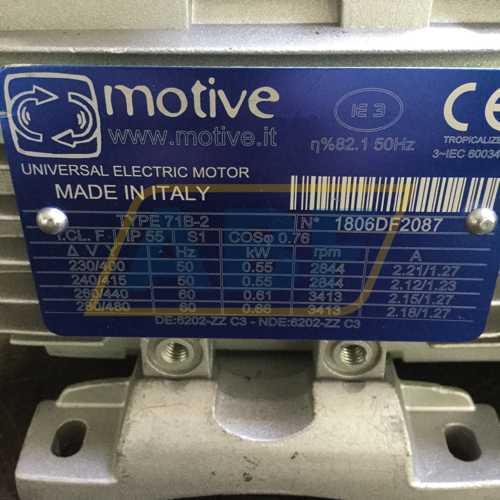 motive
www.motive.it
IE 3
η%82.1 50Hz
CE
TROPICALIZE
3~IEC 60034
UNIVERSAL ELECTRIC MOTOR
MADE IN ITALY
TYPE 71B-2 N° 1806DF2087
I.CL. F IP 55 S1 COSφ 0.76
Δ V Y Hz kW rpm A
230/400 50 0.55 2844 2.21/1.27
240/415 50 0.55 2844 2.12/1.23
260/440 60 0.61 3413 2.15/1.27
280/480 60 0.66 3413 2.18/1.27
DE:6202-ZZ C3 - NDE:6202-ZZ C3